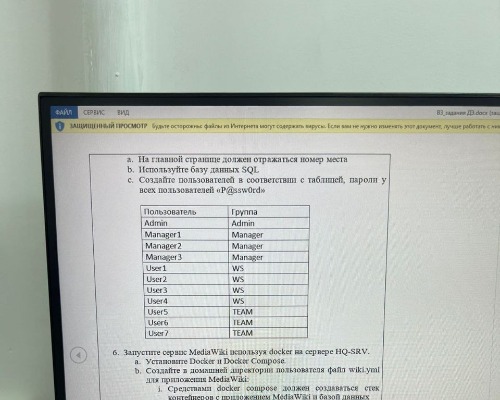 ФАЙЛ СЕРВИС ВИД
ЗАЩИЩЕННЫЙ ПРОСМОТР Будьте осторожны: файлы из Интернета могут содержать вирусы. Если вам не нужно изменять этот документ, лучше работать с ним
a. На главной странице должен отражаться номер места
b. Используйте базу данных SQL
c. Создайте пользователей в соответствии с таблицей, пароли у
всех пользователей «P@ssw0rd»
Пользователь Группа
Admin Admin
Manager1 Manager
Manager2 Manager
Manager3 Manager
User1 WS
User2 WS
User3 WS
User4 WS
User5 TEAM
User6 TEAM
User7 TEAM
6. Запустите сервис MediaWiki используя docker на сервере HQ-SRV.
a. Установите Docker и Docker Compose.
b. Создайте в домашней директории пользователя файл wiki.yml
для приложения MediaWiki:
i. Средствами docker compose должен создаваться стек
контейнеров с приложением MediaWiki и базой данных